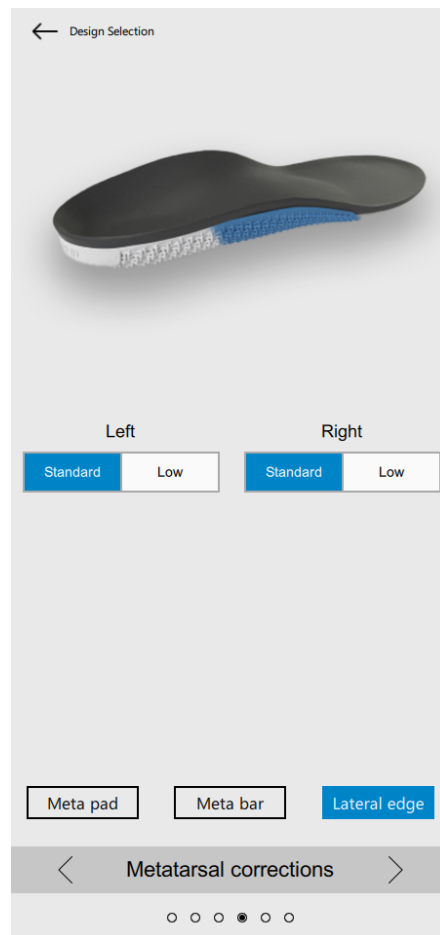 Design Selection
Left Right
Standard Low Standard Low
Meta pad Meta bar Lateral edge
Metatarsal corrections